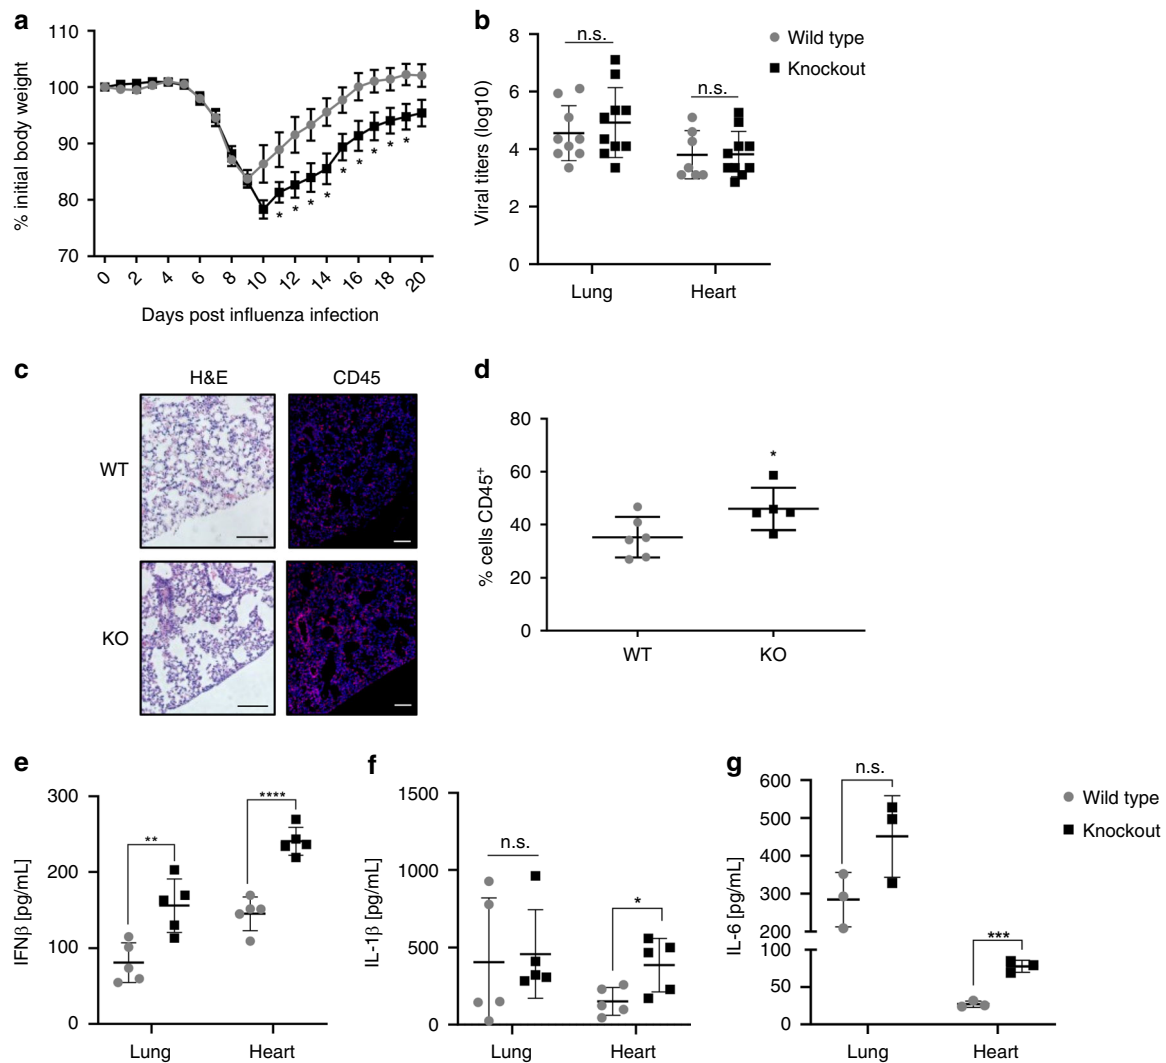 a
110
100
90
80
70
% initial body weight
* * * * * * * * *
0 2 4 6 8 10 12 14 16 18 20
Days post influenza infection
b
8
6
4
2
0
Viral titers (log10)
n.s.
n.s.
Lung Heart
Wild type
Knockout
c
H&E CD45
WT
KO
d
80
60
40
20
0
% cells CD45+
*
WT KO
e
300
200
100
0
IFNβ [pg/mL]
**
****
Lung Heart
f
1500
1000
500
0
IL-1β [pg/mL]
n.s.
*
Lung Heart
g
600
500
400
300
200
100
50
0
IL-6 [pg/mL]
n.s.
***
Lung Heart
Wild type
Knockout